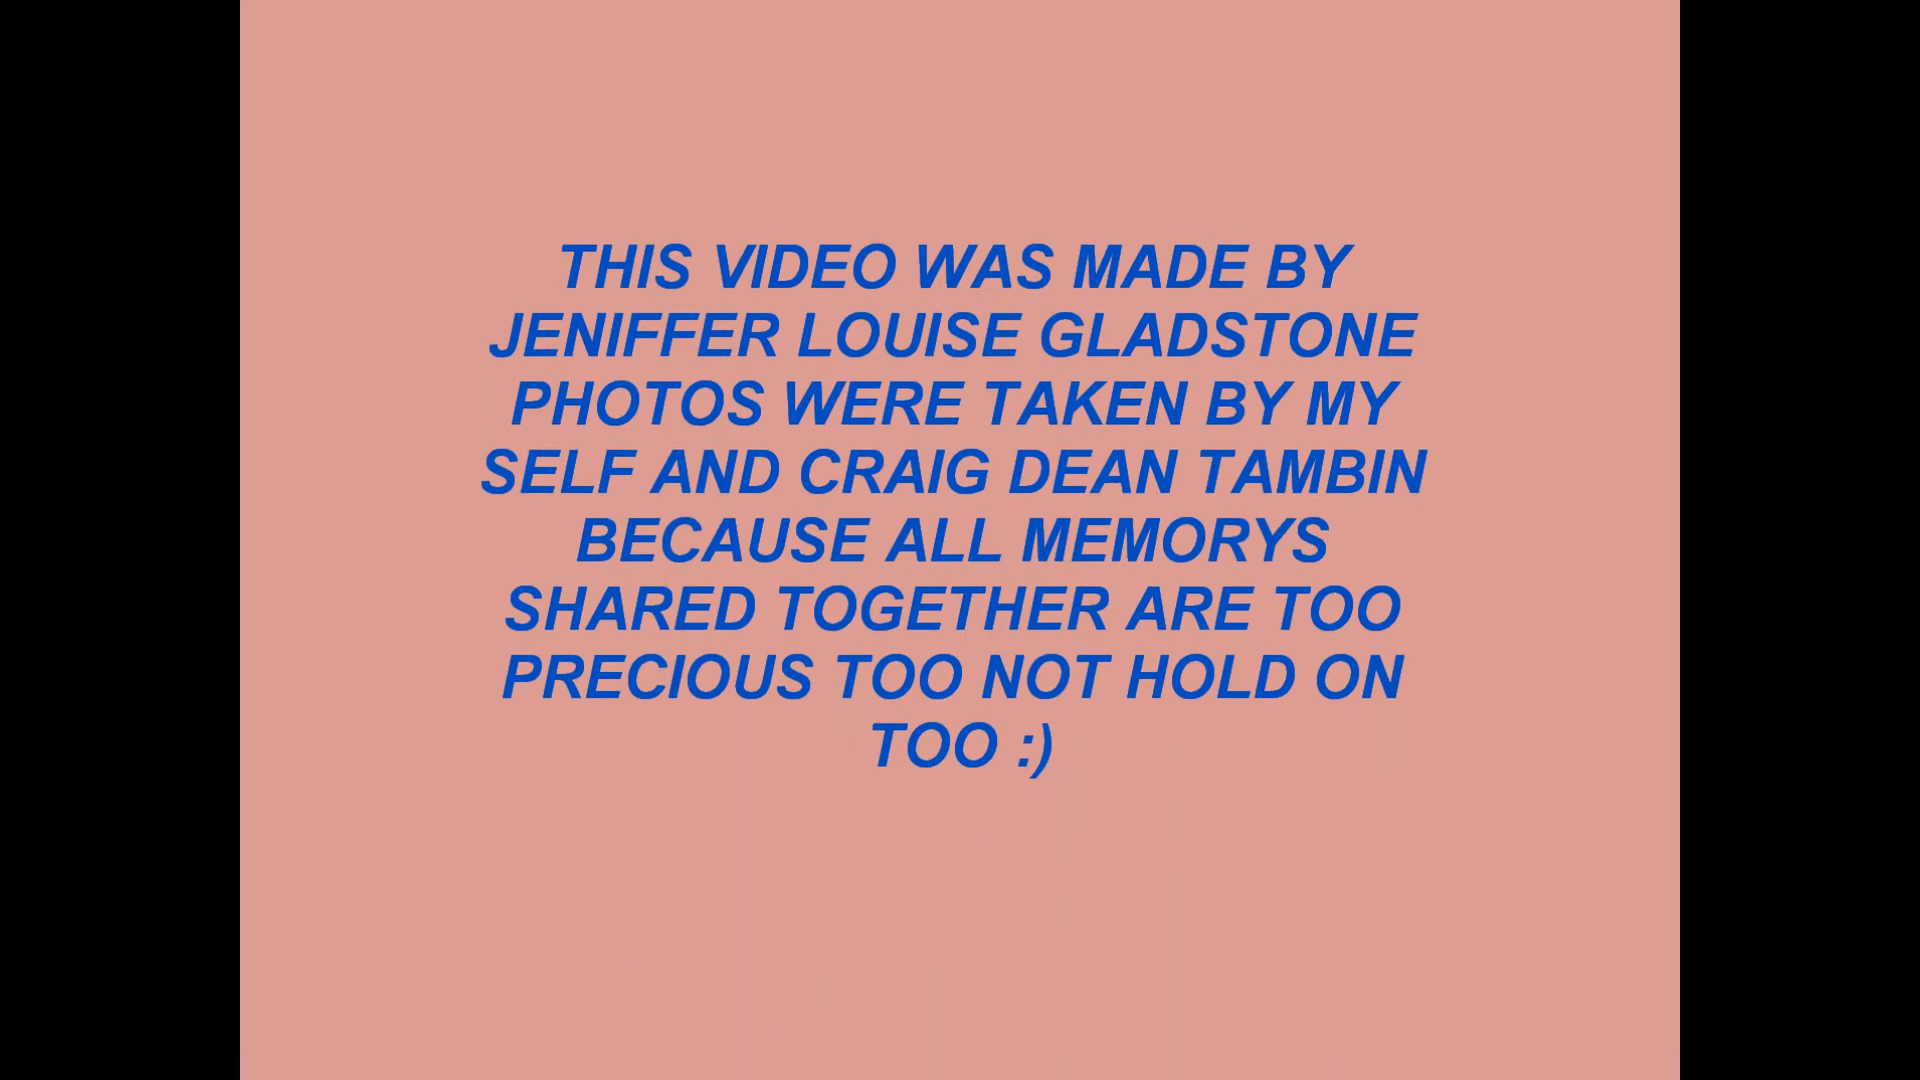 THIS VIDEO WAS MADE BY
JENIFFER LOUISE GLADSTONE
PHOTOS WERE TAKEN BY MY
SELF AND CRAIG DEAN TAMBIN
BECAUSE ALL MEMORYS
SHARED TOGETHER ARE TOO
PRECIOUS TOO NOT HOLD ON
TOO :)